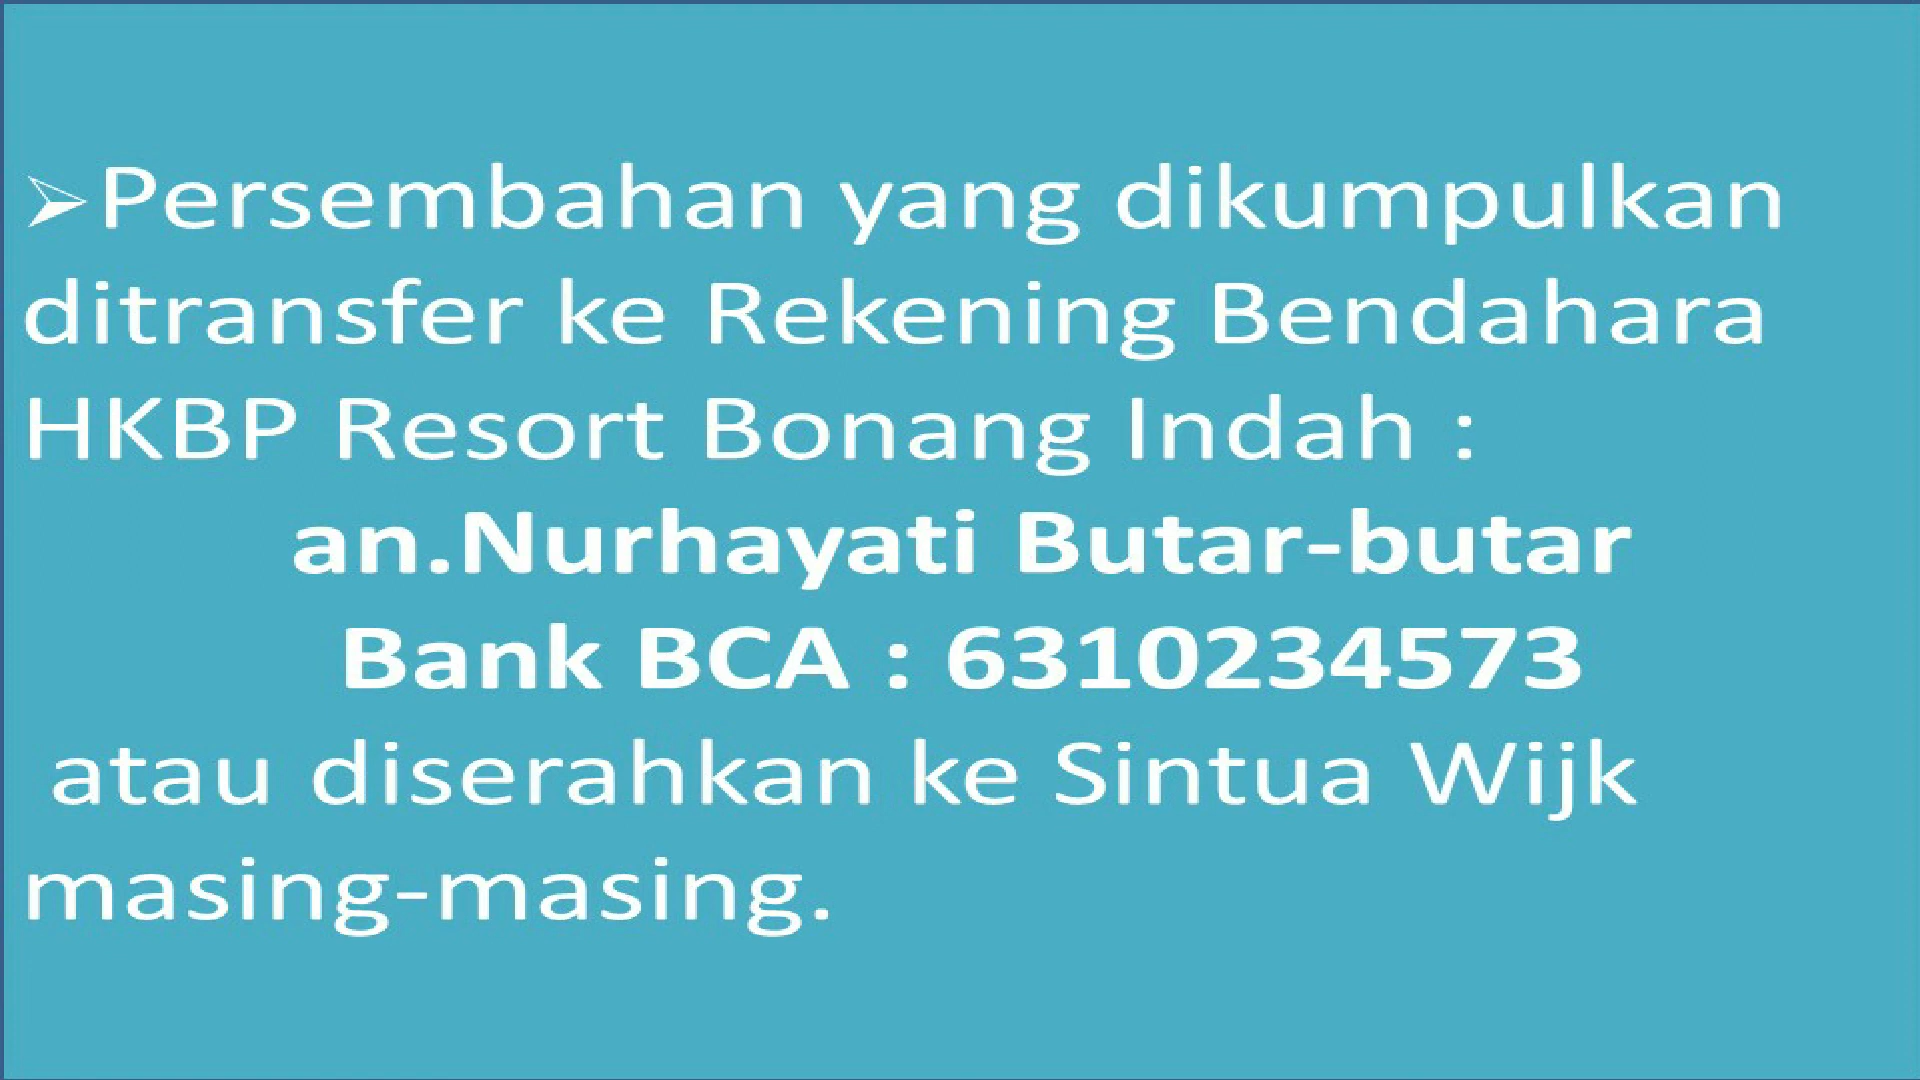 ➢Persembahan yang dikumpulkan
ditransfer ke Rekening Bendahara
HKBP Resort Bonang Indah :
an.Nurhayati Butar-butar
Bank BCA : 6310234573
atau diserahkan ke Sintua Wijk
masing-masing.